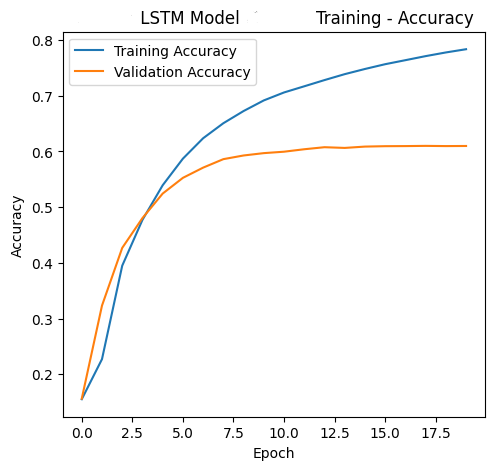 LSTM Model Training - Accuracy
Training Accuracy
Validation Accuracy
Accuracy
0.8
0.7
0.6
0.5
0.4
0.3
0.2
0.0 2.5 5.0 7.5 10.0 12.5 15.0 17.5
Epoch